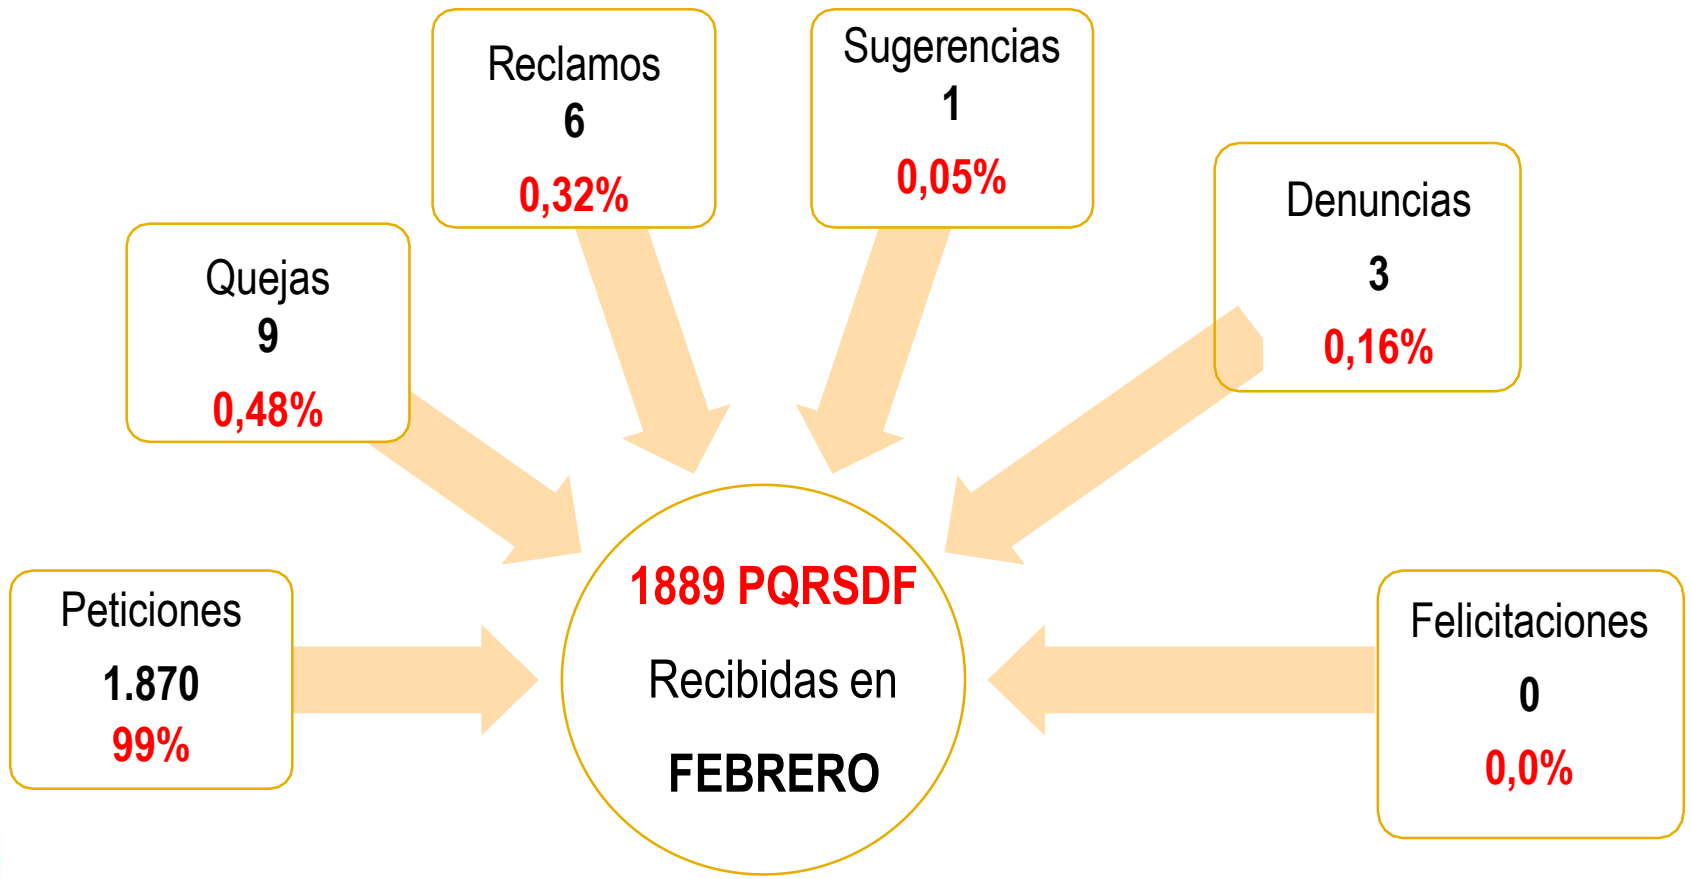 Reclamos
6
0,32%
Sugerencias
1
0,05%
Denuncias
3
0,16%
Quejas
9
0,48%
Peticiones
1.870
99%
1889 PQRSDF
Recibidas en
FEBRERO
Felicitaciones
0
0,0%